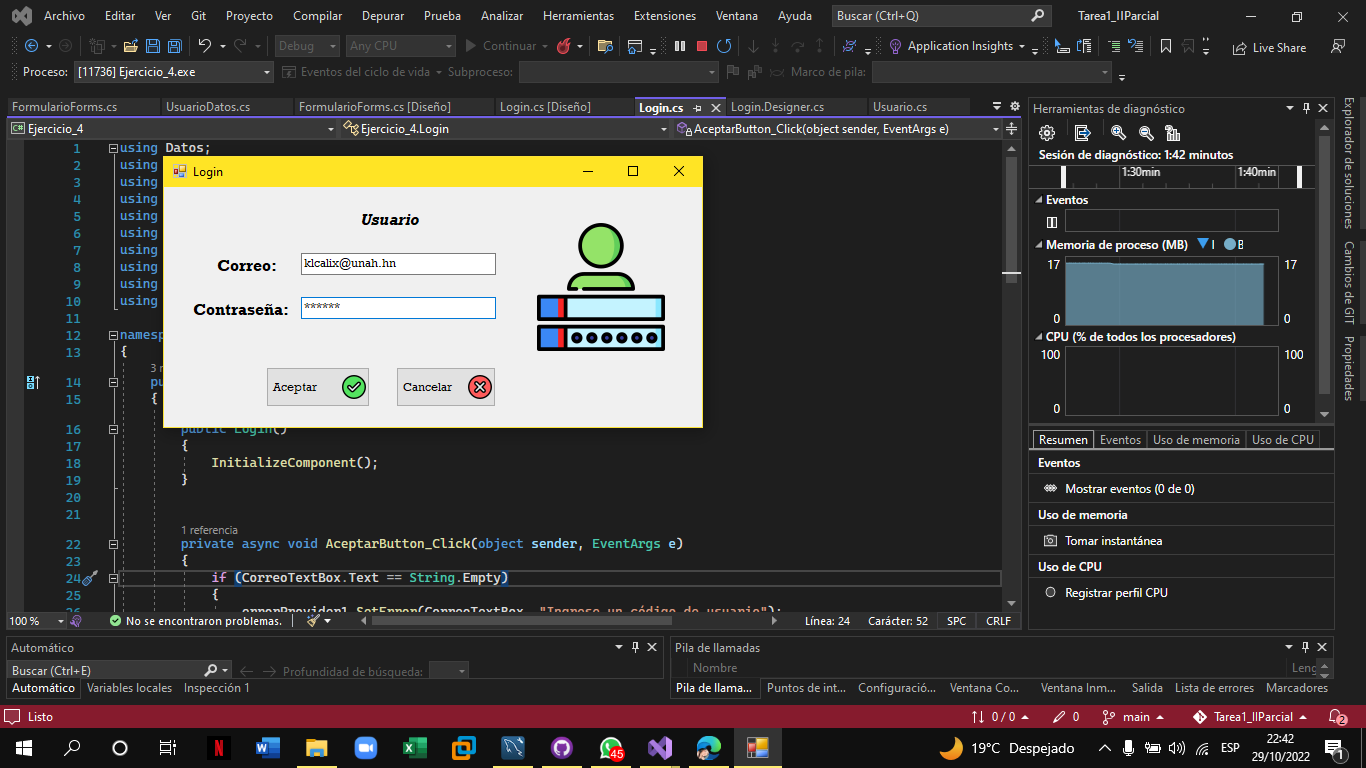 Archivo Editar Ver Git Proyecto Compilar Depurar Prueba Analizar Herramientas Extensiones Ventana Ayuda Buscar (Ctrl+Q) Tarea1_IIParcial
Debug Any CPU Continuar Application Insights Live Share
Proceso: [11736] Ejercicio_4.exe Eventos del ciclo de vida Subproceso: Marco de pila:
FormularioForms.cs UsuarioDatos.cs FormularioForms.cs [Diseño] Login.cs [Diseño] Login.cs Login.Designer.cs Usuario.cs
Ejercicio_4 Ejercicio_4.Login AceptarButton_Click(object sender, EventArgs e)
1 using Datos;
2 using
3 using
4 using
5 using
6 using
7 using
8 using
9 using
10 using
11
12 namesp
13 {
3 r
14 pu
15 {
16 public Login()
17 {
18 InitializeComponent();
19 }
20
21
1 referencia
22 private async void AceptarButton_Click(object sender, EventArgs e)
23 {
24 if (CorreoTextBox.Text == String.Empty)
25 {
26 errorProvider1.SetError(CorreoTextBox, "Ingrese un código de usuario");
Login
Usuario
Correo: klcalix@unah.hn
Contraseña: ******
Aceptar Cancelar
100 % No se encontraron problemas. Línea: 24 Carácter: 52 SPC CRLF
Herramientas de diagnóstico
Sesión de diagnóstico: 1:42 minutos
1:30min 1:40min
Eventos
Memoria de proceso (MB) I B
17 17
0 0
CPU (% de todos los procesadores)
100 100
0 0
Resumen Eventos Uso de memoria Uso de CPU
Eventos
Mostrar eventos (0 de 0)
Uso de memoria
Tomar instantánea
Uso de CPU
Registrar perfil CPU
Explorador de soluciones
Cambios de GIT
Propiedades
Automático
Buscar (Ctrl+E) Profundidad de búsqueda:
Automático Variables locales Inspección 1
Pila de llamadas
Nombre Leng
Pila de llama... Puntos de int... Configuració... Ventana Co... Ventana Inm... Salida Lista de errores Marcadores
Listo 0 / 0 0 main Tarea1_IIParcial 2
45 19°C Despejado ESP 22:42
29/10/2022 1